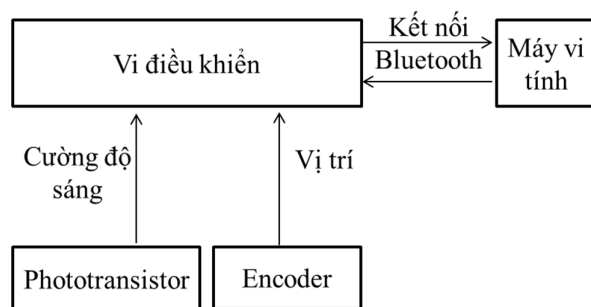 Kết nối
Bluetooth
Vi điều khiển
Máy vi
tính
Cường độ
sáng
Vị trí
Phototransistor
Encoder